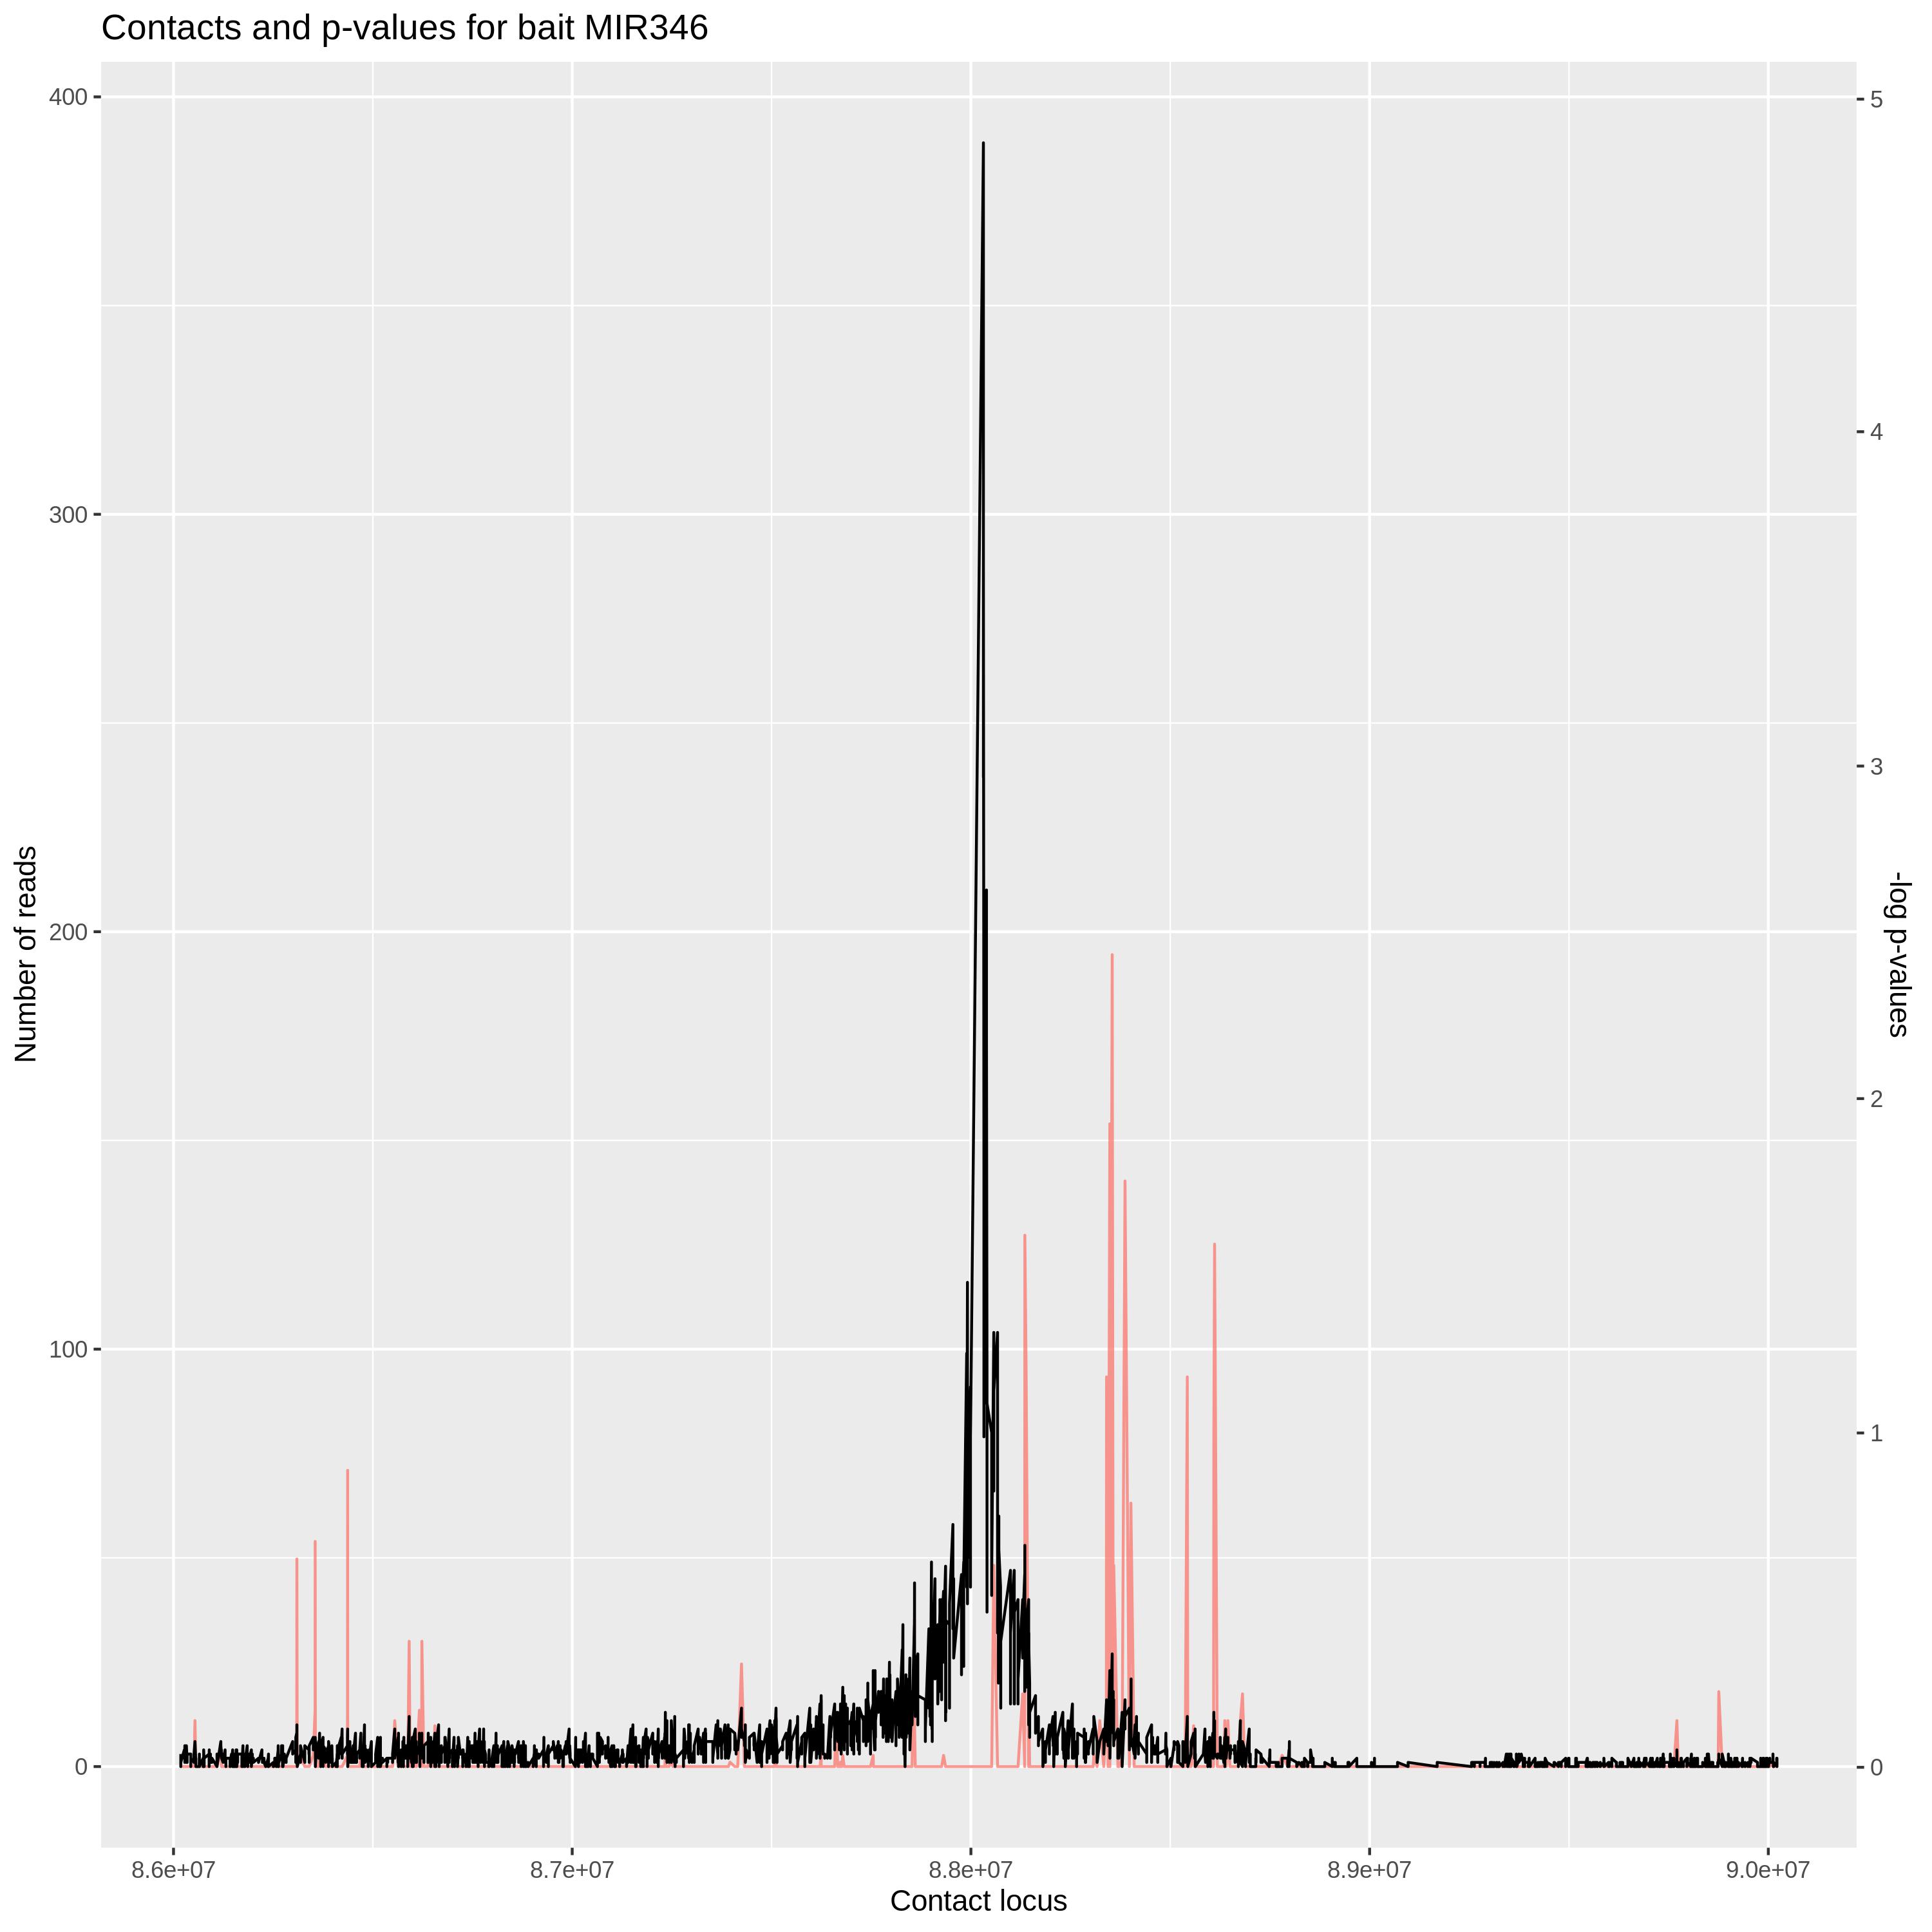 Contacts and p-values for bait MIR346
400
300
200
100
0
Number of reads
5
4
3
2
1
0
-log p-values
8.6e+07
8.7e+07
8.8e+07
8.9e+07
9.0e+07
Contact locus